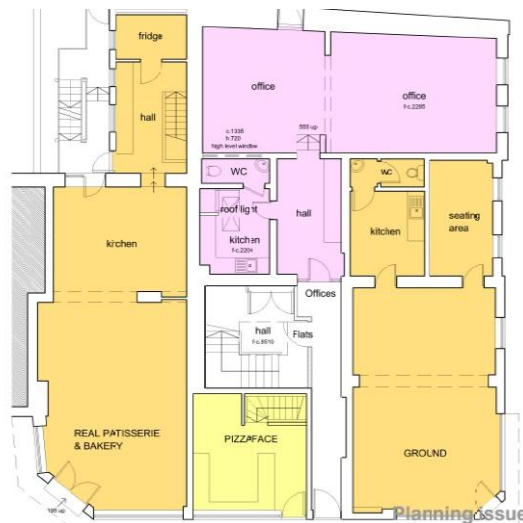 fridge
office
office
f-c.2285
hall
c.1335
h.720
high level window
555 up
WC
WC
roof light
hall
seating
area
kirchen
kitchen
f-c.2204
kitchen
Offices
hall
f-c.5510
Flats
REAL PATISSERIE
& BAKERY
PIZZAFACE
GROUND
Planning issue